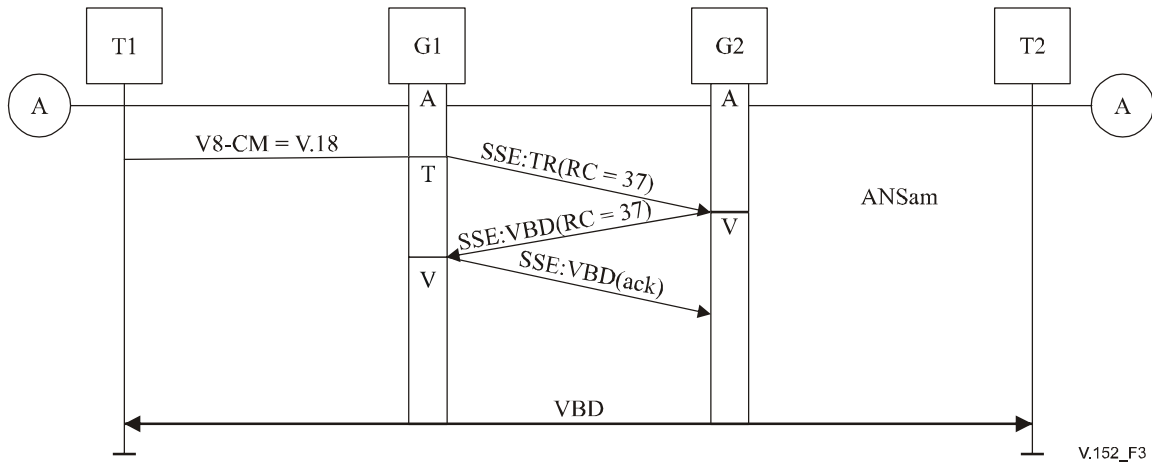 T1
G1
G2
T2
A
A
A
A
V8-CM = V.18
T
SSE:TR(RC = 37)
ANSam
V
SSE:VBD(RC = 37)
V
SSE:VBD(ack)
VBD
V.152_F3